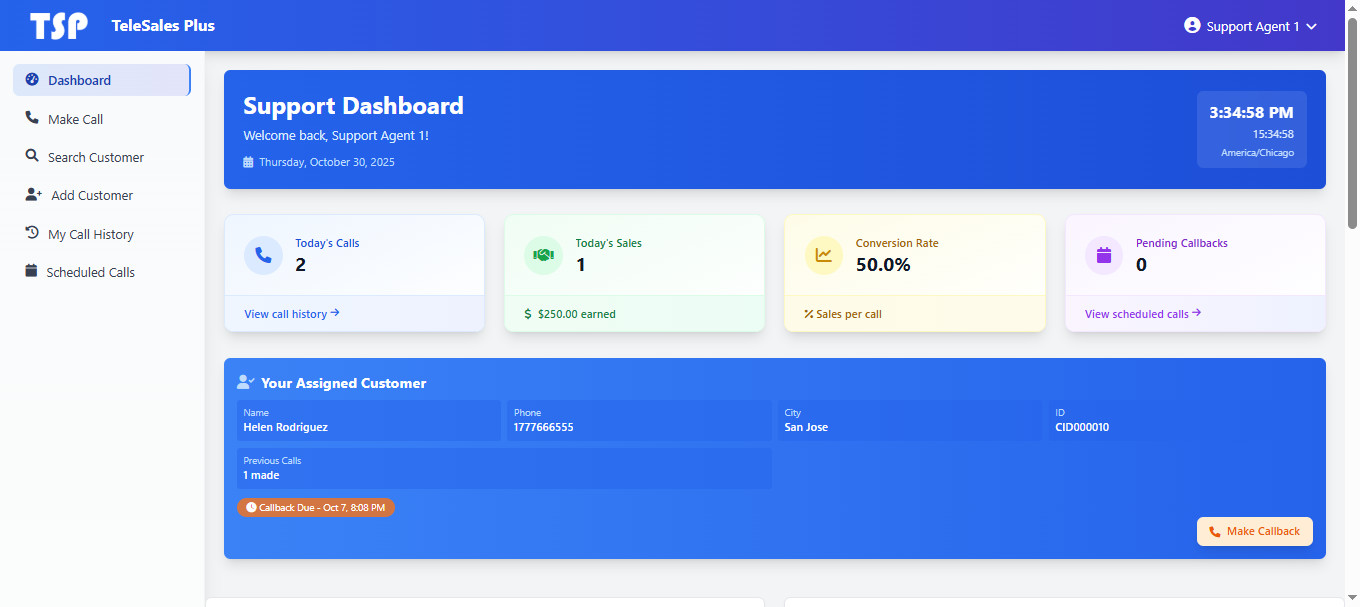 TSP TeleSales Plus
Support Agent 1
Dashboard
Make Call
Search Customer
Add Customer
My Call History
Scheduled Calls
Support Dashboard
Welcome back, Support Agent 1!
Thursday, October 30, 2025
3:34:58 PM
15:34:58
America/Chicago
Today's Calls
2
View call history
Today's Sales
1
$ $250.00 earned
Conversion Rate
50.0%
% Sales per call
Pending Callbacks
0
View scheduled calls
Your Assigned Customer
Name
Helen Rodriguez
Phone
1777666555
City
San Jose
ID
CID000010
Previous Calls
1 made
Callback Due - Oct 7, 8:08 PM
Make Callback